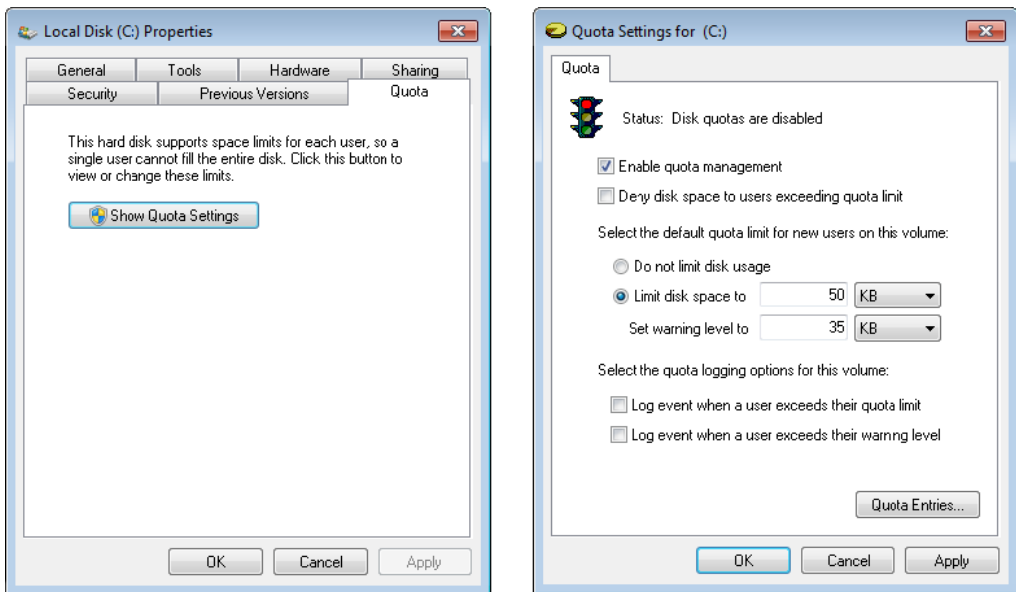 Local Disk (C:) Properties
General Tools Hardware Sharing
Security Previous Versions Quota
This hard disk supports space limits for each user, so a
single user cannot fill the entire disk. Click this button to
view or change these limits.
Show Quota Settings
OK Cancel Apply
Quota Settings for (C:)
Quota
Status: Disk quotas are disabled
Enable quota management
Deny disk space to users exceeding quota limit
Select the default quota limit for new users on this volume:
Do not limit disk usage
Limit disk space to 50 KB
Set warning level to 35 KB
Select the quota logging options for this volume:
Log event when a user exceeds their quota limit
Log event when a user exceeds their warning level
Quota Entries...
OK Cancel Apply